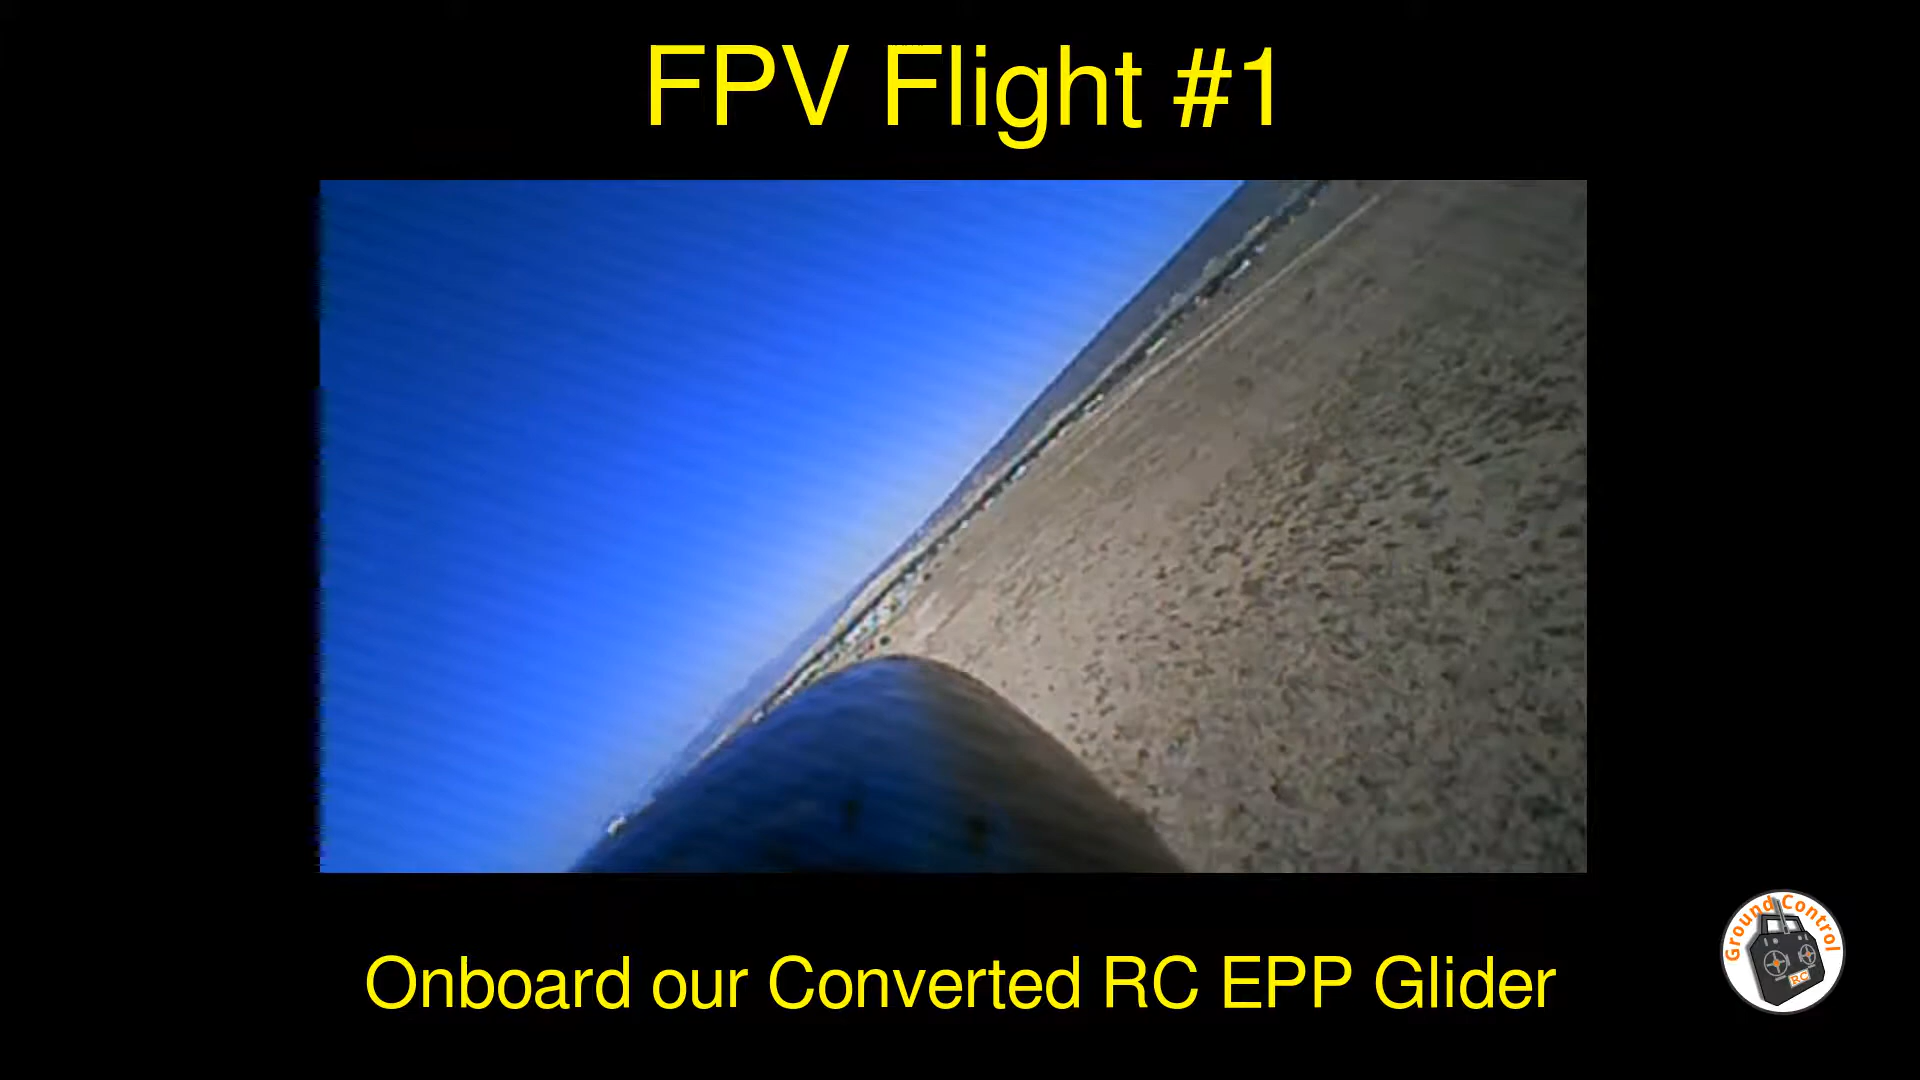 FPV Flight #1
Onboard our Converted RC EPP Glider
Ground Control
RC